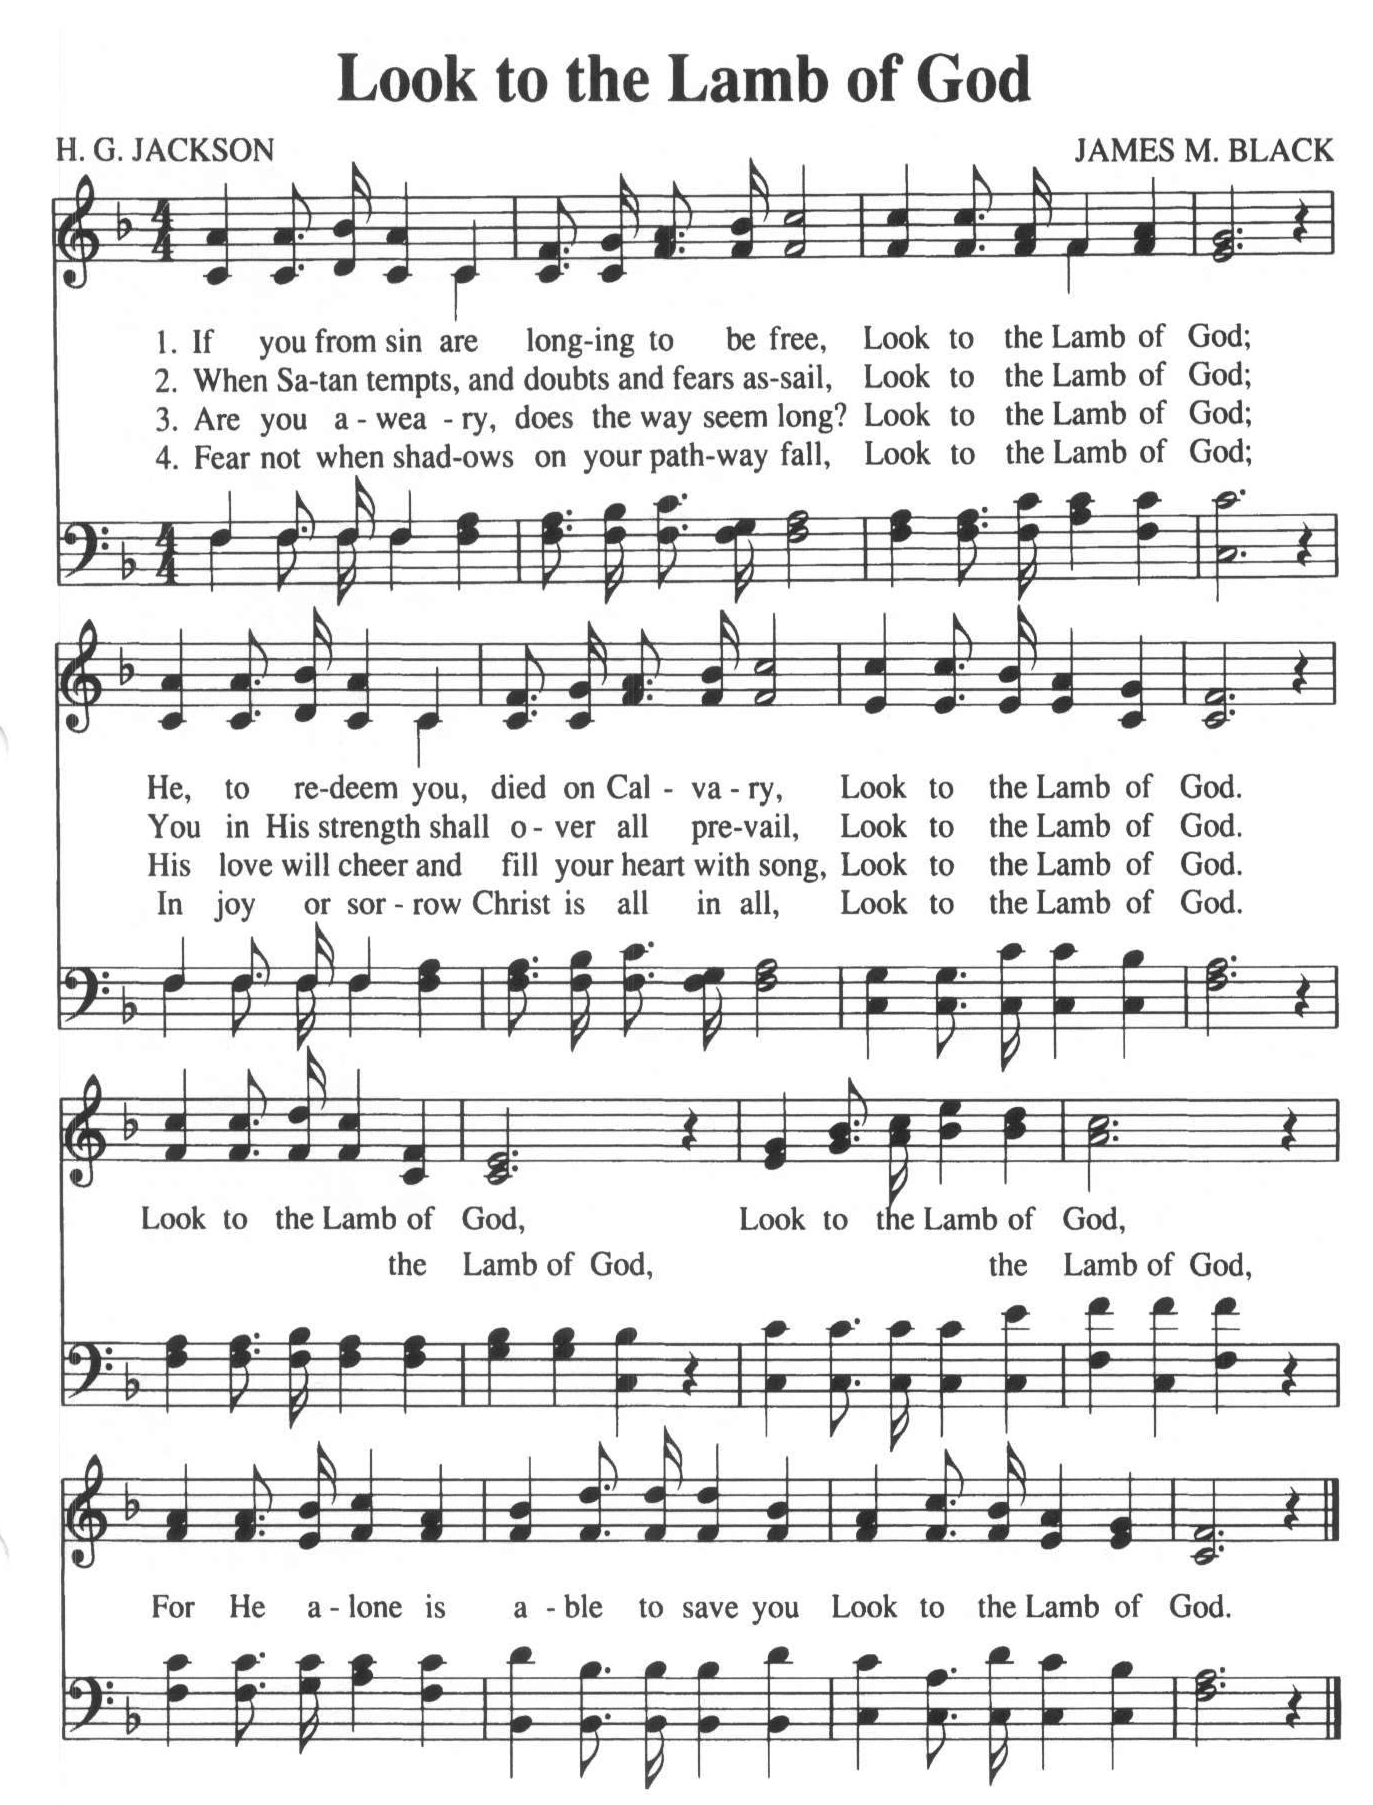 Look to the Lamb of God
H. G. JACKSON JAMES M. BLACK
1. If you from sin are long-ing to be free, Look to the Lamb of God;
2. When Sa-tan tempts, and doubts and fears as-sail, Look to the Lamb of God;
3. Are you a - wea - ry, does the way seem long? Look to the Lamb of God;
4. Fear not when shad-ows on your path-way fall, Look to the Lamb of God;
He, to re-deem you, died on Cal - va - ry, Look to the Lamb of God.
You in His strength shall o - ver all pre-vail, Look to the Lamb of God.
His love will cheer and fill your heart with song, Look to the Lamb of God.
In joy or sor - row Christ is all in all, Look to the Lamb of God.
Look to the Lamb of God, Look to the Lamb of God,
the Lamb of God, the Lamb of God,
For He a - lone is a - ble to save you Look to the Lamb of God.